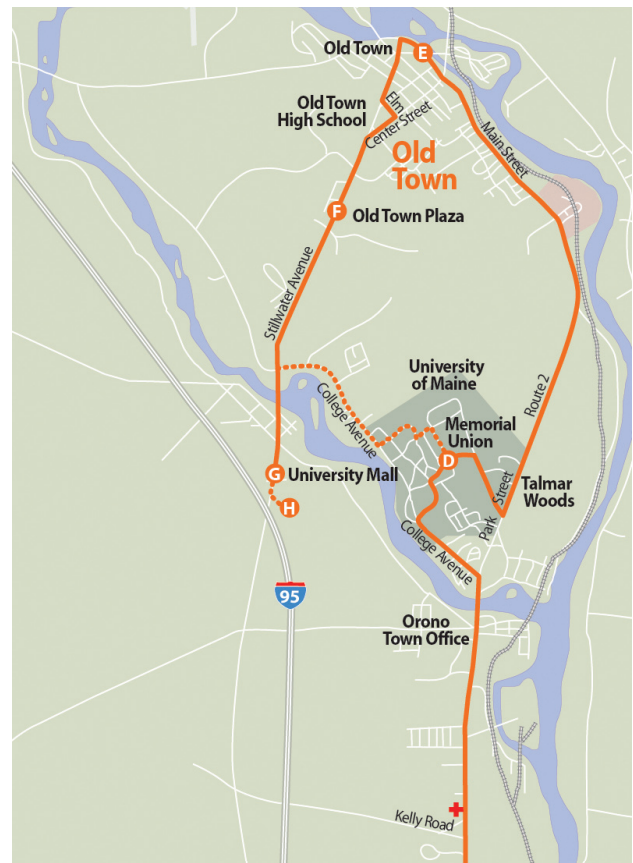 Old Town
E
Old Town
High School
Elm
Center Street
Main Street
Old
Town
F
Old Town Plaza
Stillwater Avenue
University
of Maine
Route 2
College Avenue
Memorial
Union
D
G
University Mall
Talmar
Woods
Park
Street
H
College Avenue
95
Orono
Town Office
Kelly Road